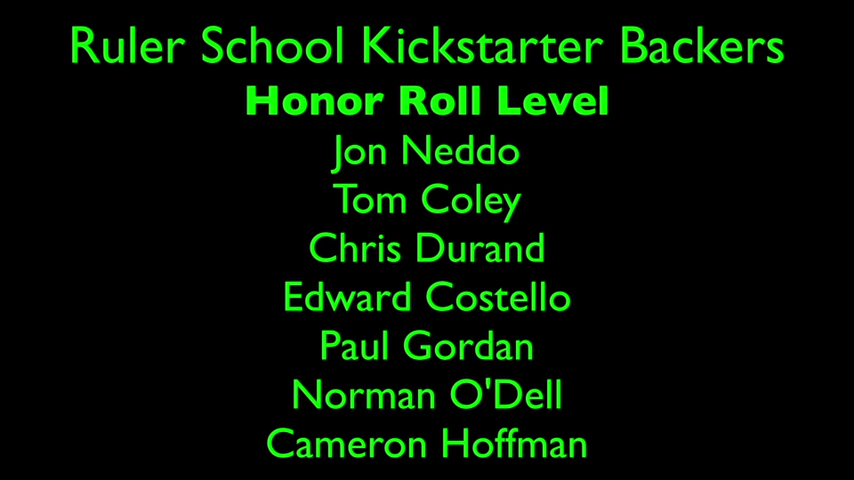 Ruler School Kickstarter Backers
Honor Roll Level
Jon Neddo
Tom Coley
Chris Durand
Edward Costello
Paul Gordan
Norman O'Dell
Cameron Hoffman